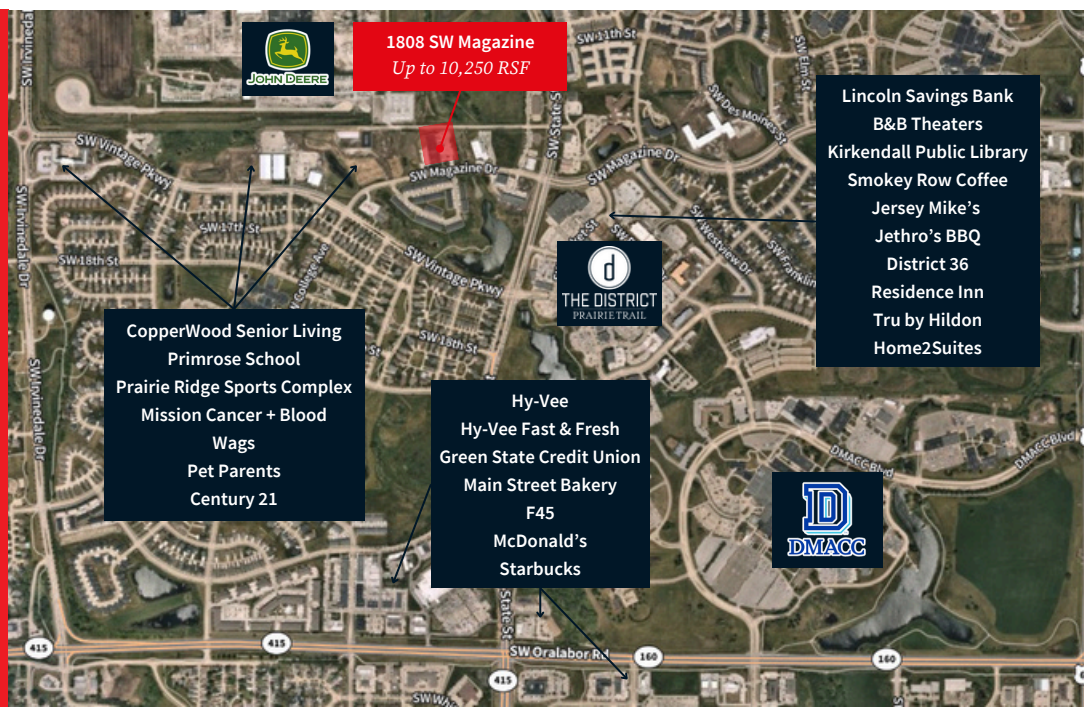 SW Irvinedale
JOHN DEERE
1808 SW Magazine
Up to 10,250 RSF
SW 11th St
SW State S
SW Elm St
SW Des Moines St
Lincoln Savings Bank
B&B Theaters
Kirkendall Public Library
Smokey Row Coffee
Jersey Mike's
Jethro's BBQ
District 36
Residence Inn
Tru by Hildon
Home2Suites
SW Vintage Pkwy
SW Magazine Dr
SW Magazine Dr
SW Irvinedale Dr
SW 17th St
SW 18th St
College Ave
SW Vintage Pkwy
SW Westview Dr
SW Franklin
d
THE DISTRICT
PRAIRIE TRAIL
SW 18th St
CopperWood Senior Living
Primrose School
Prairie Ridge Sports Complex
Mission Cancer + Blood
Wags
Pet Parents
Century 21
SW Irvinedale Dr
Hy-Vee
Hy-Vee Fast & Fresh
Green State Credit Union
Main Street Bakery
F45
McDonald's
Starbucks
DMACC Blvd
DMACC Blvd
D
DMACC
State St
415
415
SW Oralabor Rd
160
160
415